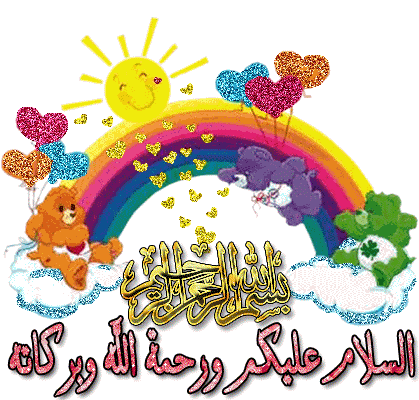 بسم الله الرحمن الرحيم
السلام عليكم ورحمة الله وبركاته